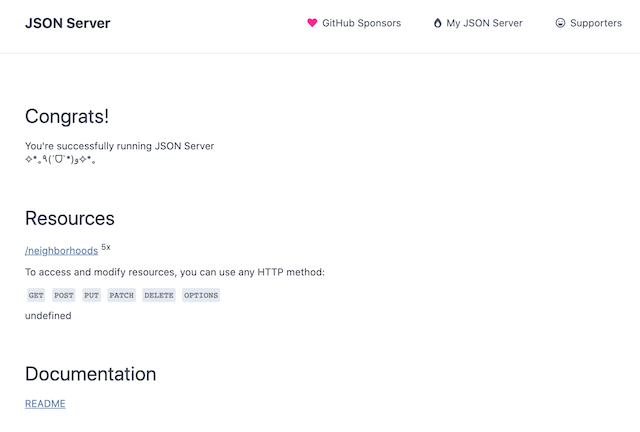 JSON Server
GitHub Sponsors
My JSON Server
Supporters
Congrats!
You're successfully running JSON Server
✧*｡٩(ˊᗜˋ*)و✧*｡
Resources
/neighborhoods 5x
To access and modify resources, you can use any HTTP method:
GET POST PUT PATCH DELETE OPTIONS
undefined
Documentation
README